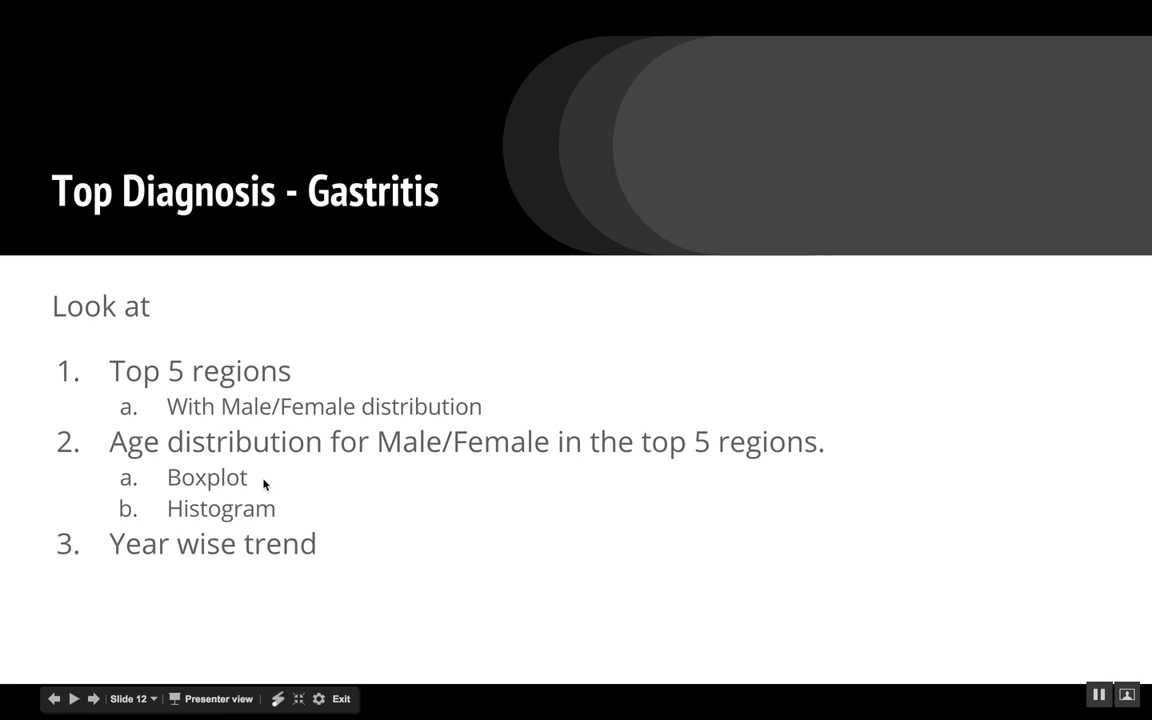 Top Diagnosis - Gastritis
Look at
1. Top 5 regions
a. With Male/Female distribution
2. Age distribution for Male/Female in the top 5 regions.
a. Boxplot
b. Histogram
3. Year wise trend
Slide 12 Presenter view Exit